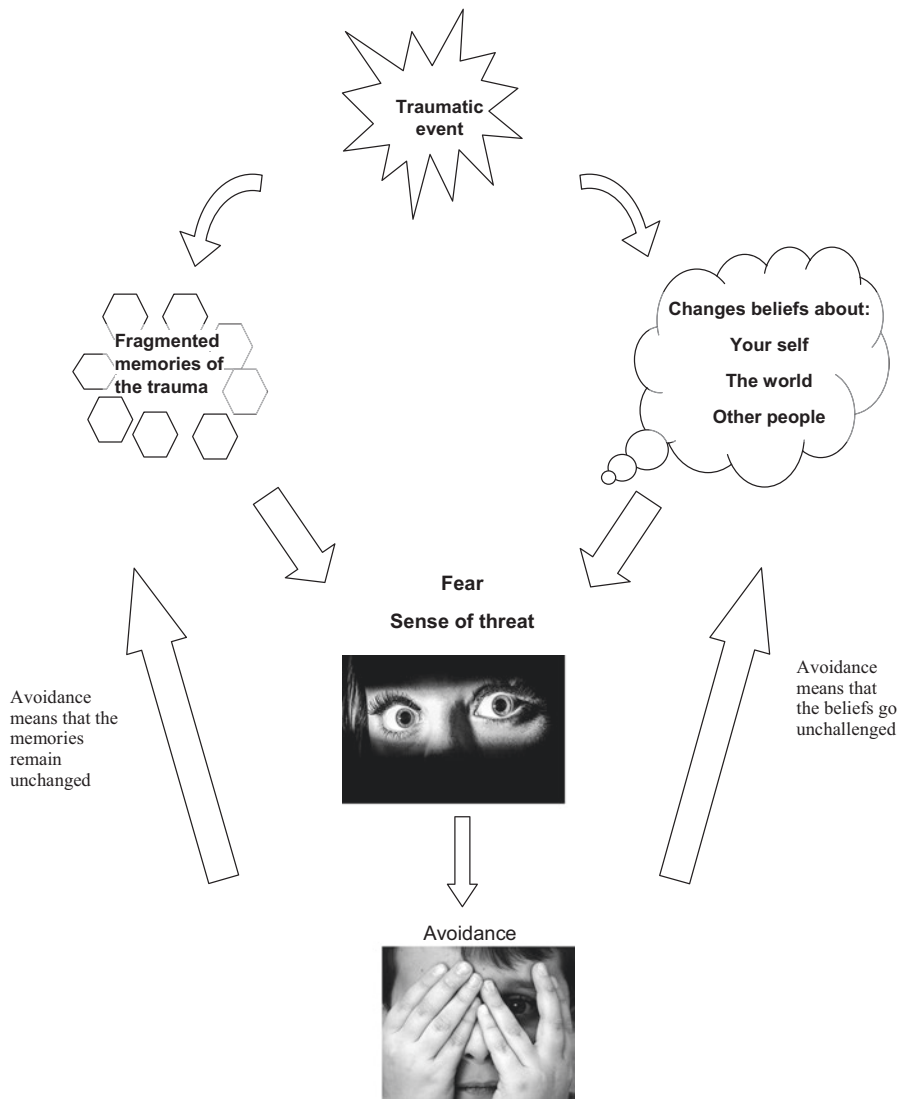 Traumatic
event
Fragmented
memories of
the trauma
Changes beliefs about:
Your self
The world
Other people
Fear
Sense of threat
Avoidance
means that the
memories
remain
unchanged
Avoidance
means that
the beliefs go
unchallenged
Avoidance